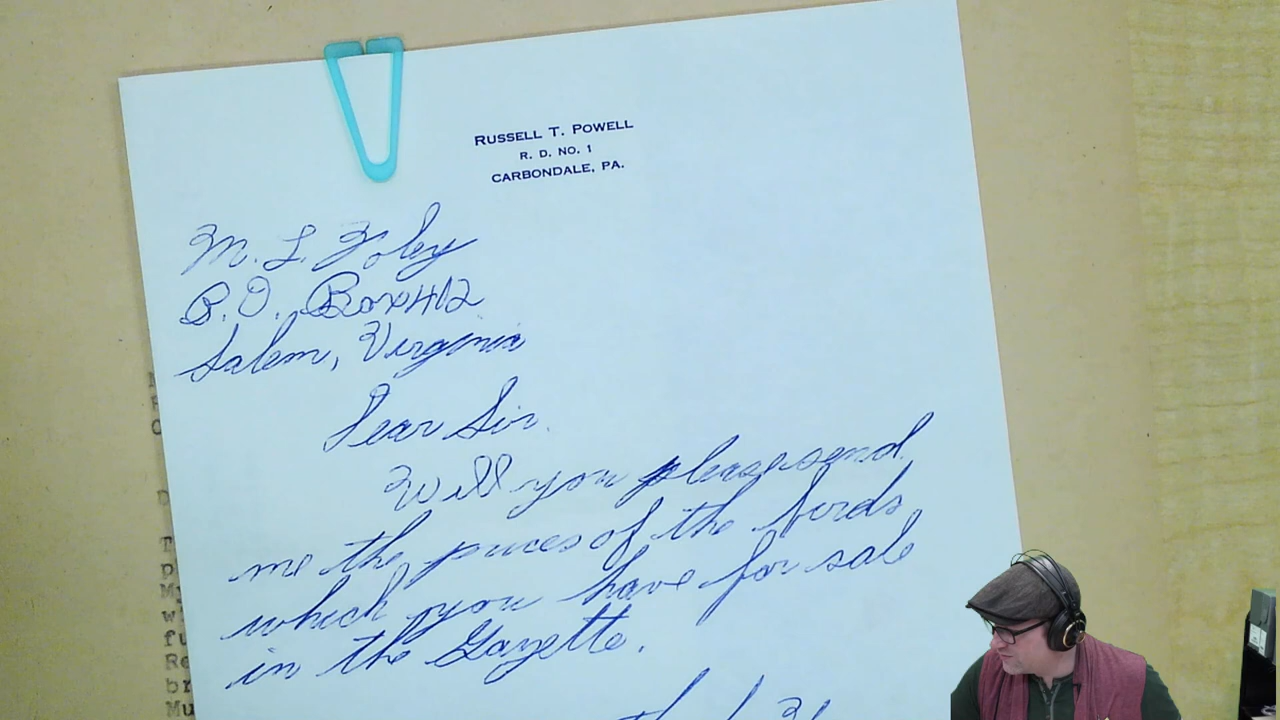 RUSSELL T. POWELL
R. D. NO. 1
CARBONDALE, PA.
M. L. Foley
P.O. Box 412
Salem, Virginia
Dear Sir.
Will you please send
me the prices of the birds
which you have for sale
in the Gazette.